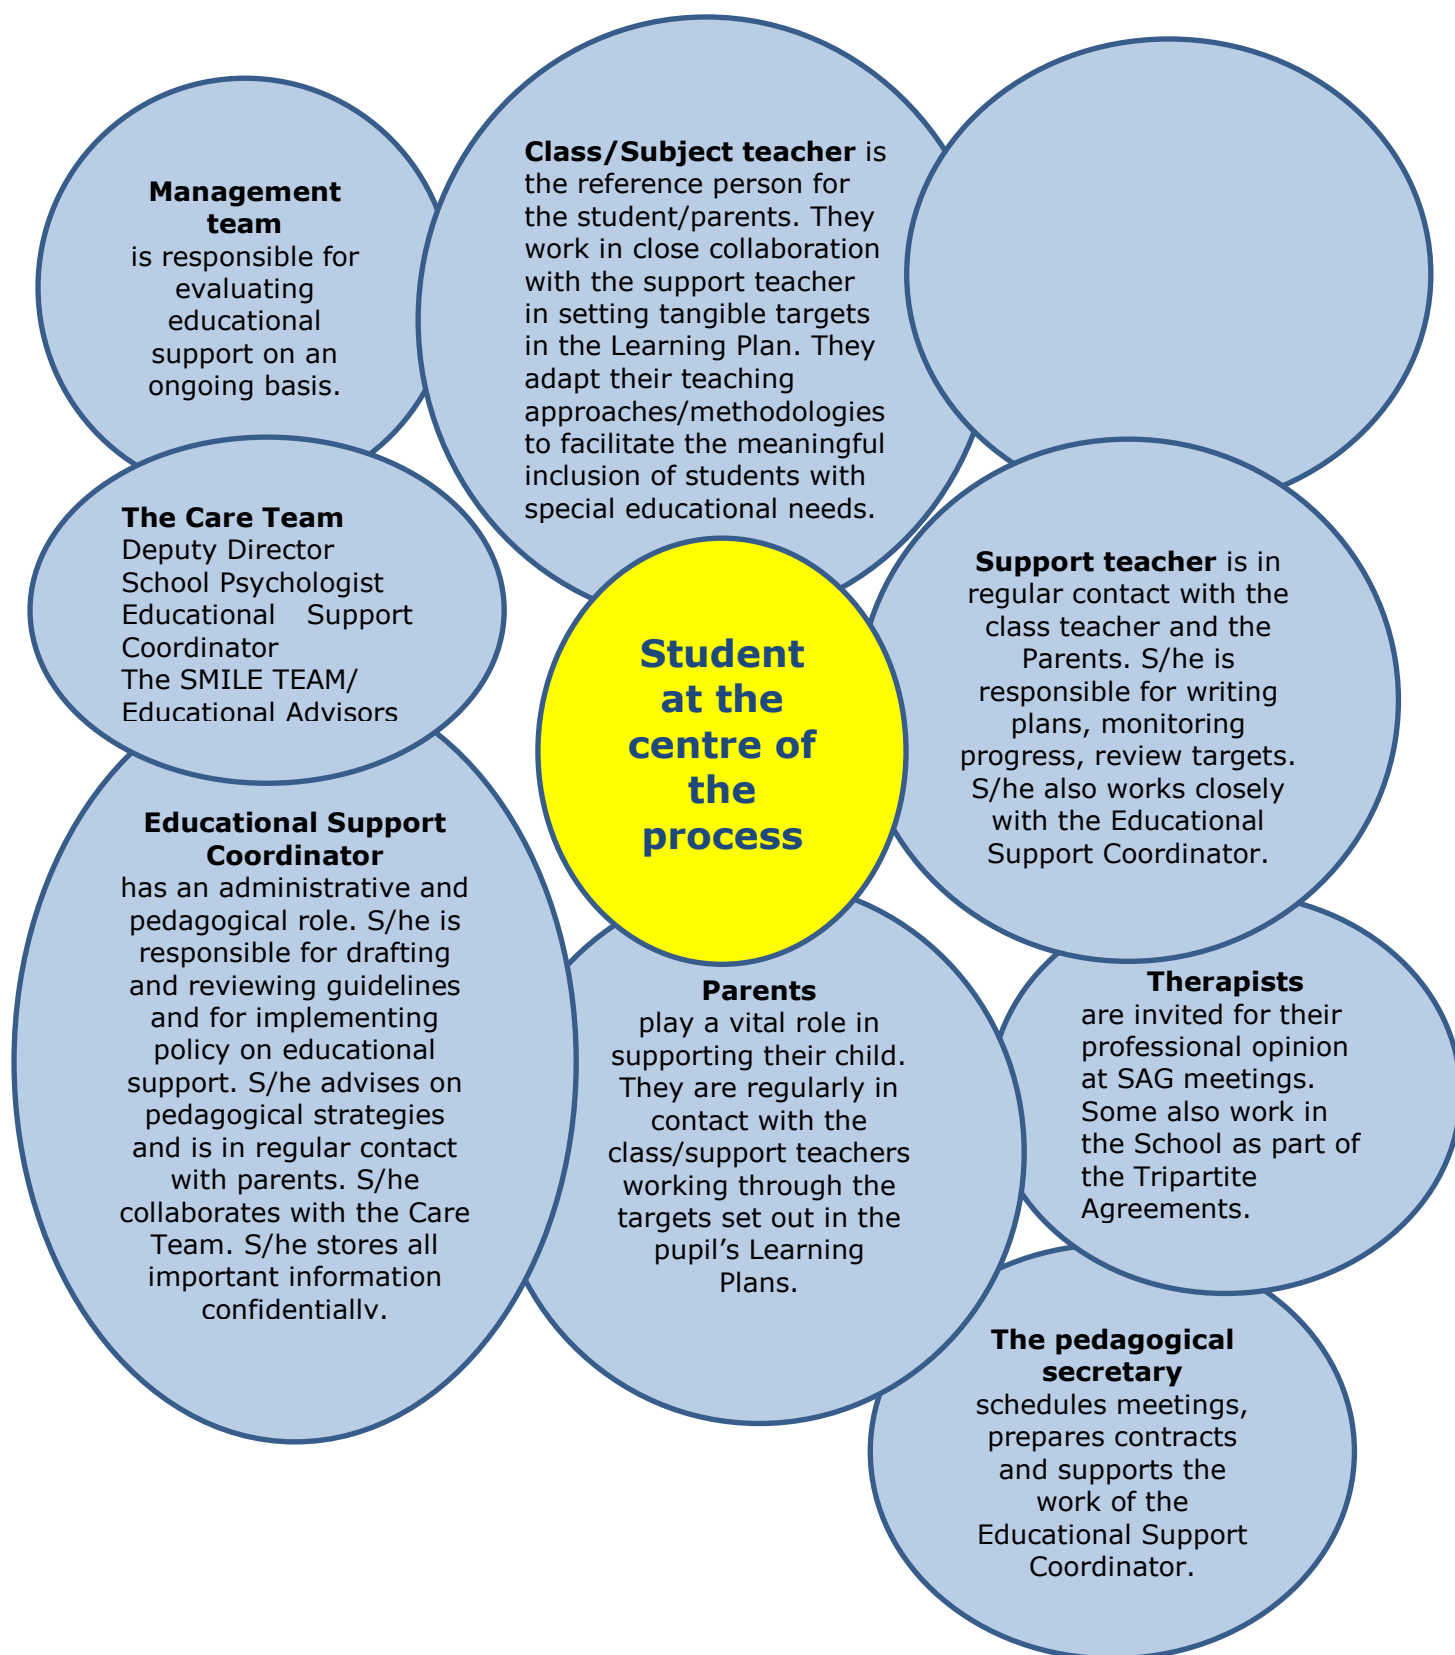 Management
team
is responsible for
evaluating
educational
support on an
ongoing basis.
Class/Subject teacher is
the reference person for
the student/parents. They
work in close collaboration
with the support teacher
in setting tangible targets
in the Learning Plan. They
adapt their teaching
approaches/methodologies
to facilitate the meaningful
inclusion of students with
special educational needs.
The Care Team
Deputy Director
School Psychologist
Educational Support
Coordinator
The SMILE TEAM/
Educational Advisors
Student
at the
centre of
the
process
Support teacher is in
regular contact with the
class teacher and the
Parents. S/he is
responsible for writing
plans, monitoring
progress, review targets.
S/he also works closely
with the Educational
Support Coordinator.
Educational Support
Coordinator
has an administrative and
pedagogical role. S/he is
responsible for drafting
and reviewing guidelines
and for implementing
policy on educational
support. S/he advises on
pedagogical strategies
and is in regular contact
with parents. S/he
collaborates with the Care
Team. S/he stores all
important information
confidentially.
Parents
play a vital role in
supporting their child.
They are regularly in
contact with the
class/support teachers
working through the
targets set out in the
pupil’s Learning
Plans.
Therapists
are invited for their
professional opinion
at SAG meetings.
Some also work in
the School as part of
the Tripartite
Agreements.
The pedagogical
secretary
schedules meetings,
prepares contracts
and supports the
work of the
Educational Support
Coordinator.